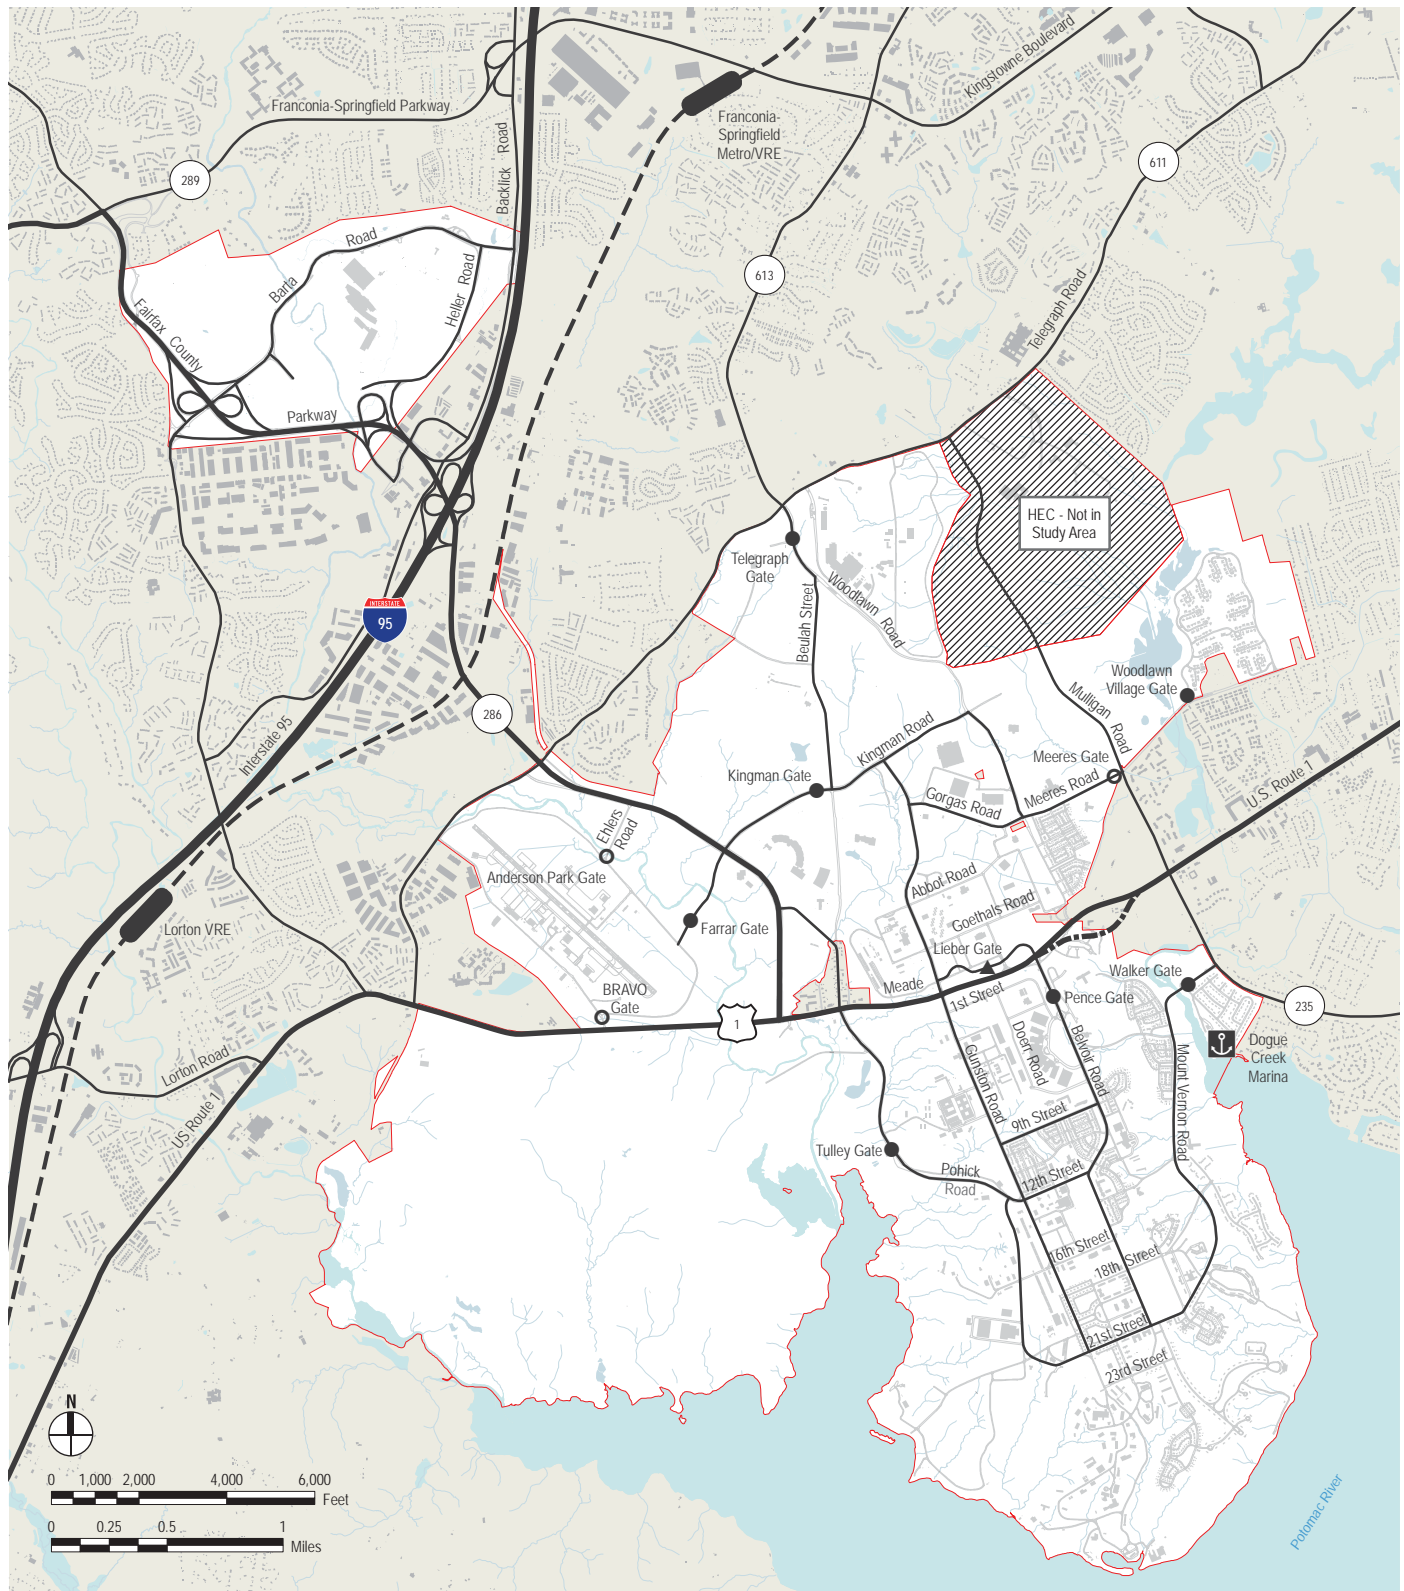 Kingstowne Boulevard
Franconia-Springfield Parkway
Franconia-
Springfield
Metro/VRE
Backlick Road
289
611
613
Barta Road
Heller Road
Telegraph Road
Fairfax County
Parkway
HEC - Not in
Study Area
Telegraph
Gate
Woodlawn Road
Beulah Street
INTERSTATE
95
Woodlawn
Village Gate
286
Mulligan Road
Interstate 95
Kingman Road
Kingman Gate
Meeres Gate
Meeres Road
Gorgas Road
U.S. Route 1
Ehlers
Road
Anderson Park Gate
Abbot Road
Goethals Road
Lorton VRE
Farrar Gate
Lieber Gate
Walker Gate
Meade
1st Street
Pence Gate
BRAVO
Gate
1
235
Dogue
Creek
Marina
Doerr Road
Belvoir Road
Gunston Road
Mount Vernon Road
Lorton Road
US Route 1
9th Street
Tulley Gate
Pohick
Road
12th Street
16th Street
18th Street
21st Street
23rd Street
N
0 1,000 2,000 4,000 6,000
Feet
0 0.25 0.5 1
Miles
Potomac River